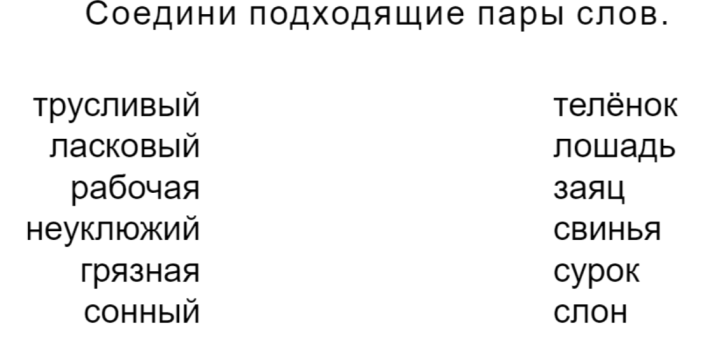 Соедини подходящие пары слов.
трусливый телёнок
ласковый лошадь
рабочая заяц
неуклюжий свинья
грязная сурок
сонный слон